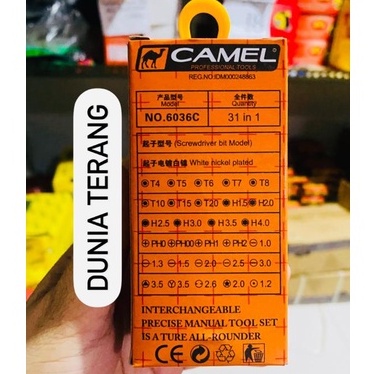 CAMEL
PROFESSIONAL TOOLS
REG.NO:IDM000248863
产品型号 全件数
Model Quantity
NO.6036C 31 in 1
起子型号 (Screwdriver bit Model)
起子电镀白镍 White nickel plated
T4 T5 T6 T7 T8
T10 T15 T20 H1.5 H2.0
H2.5 H3.0 H3.5 H4.0
PH0 PH00 PH1 PH2 1.0
1.3 1.5 2.0 2.5 3.0
3.5 3.5 2.6 2.0 1.2
INTERCHANGEABLE
PRECISE MANUAL TOOL SET
IS A TURE ALL-ROUNDER
CE
DUNIA TERANG